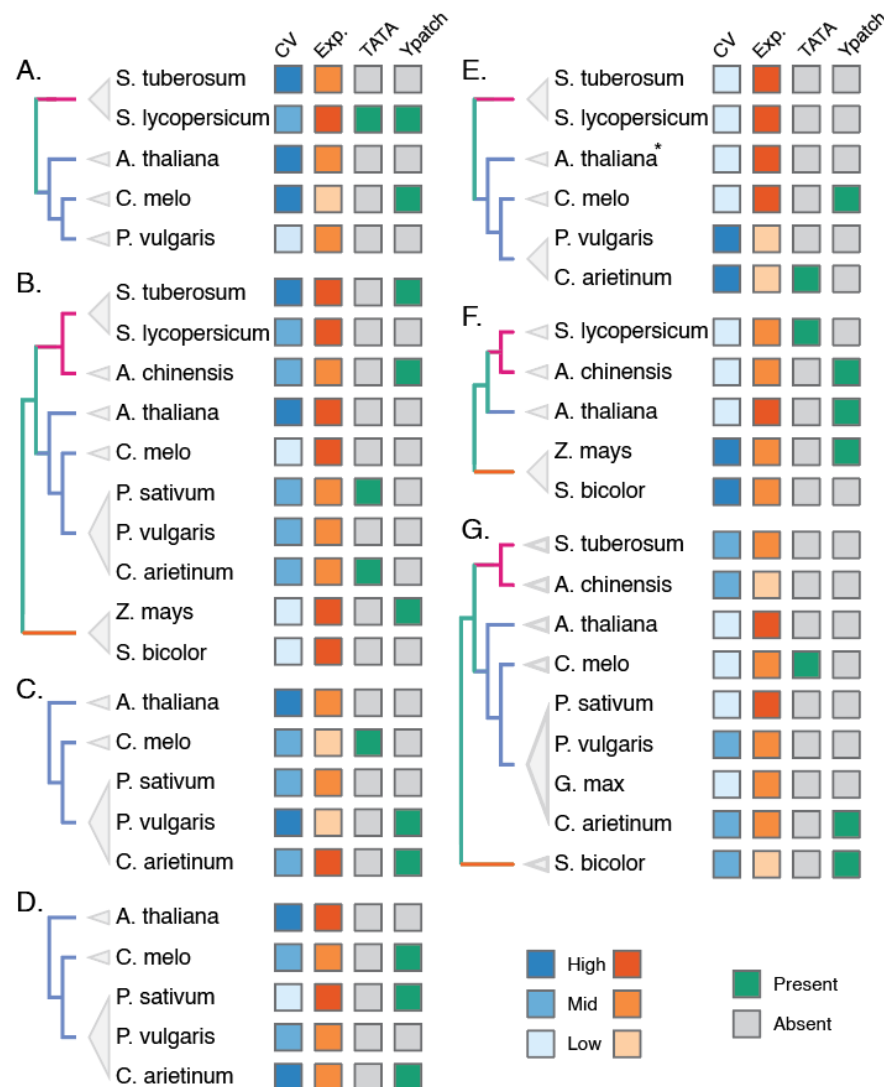 CV Exp. TATA Ypatch
A.
S. tuberosum
S. lycopersicum
A. thaliana
C. melo
P. vulgaris
B.
S. tuberosum
S. lycopersicum
A. chinensis
A. thaliana
C. melo
P. sativum
P. vulgaris
C. arietinum
Z. mays
S. bicolor
C.
A. thaliana
C. melo
P. sativum
P. vulgaris
C. arietinum
D.
A. thaliana
C. melo
P. sativum
P. vulgaris
C. arietinum
CV Exp. TATA Ypatch
E.
S. tuberosum
S. lycopersicum
A. thaliana*
C. melo
P. vulgaris
C. arietinum
F.
S. lycopersicum
A. chinensis
A. thaliana
Z. mays
S. bicolor
G.
S. tuberosum
A. chinensis
A. thaliana
C. melo
P. sativum
P. vulgaris
G. max
C. arietinum
S. bicolor
High
Mid
Low
Present
Absent